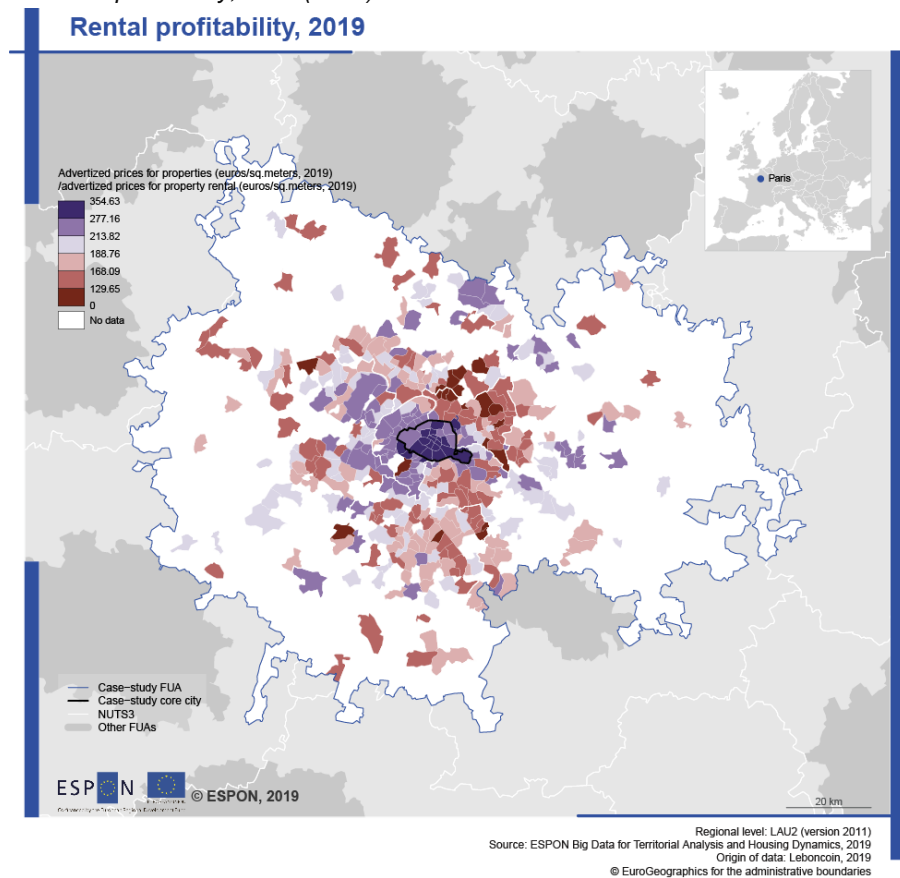 Rental profitability, 2019
Advertized prices for properties (euros/sq.meters, 2019)
/advertized prices for property rental (euros/sq.meters, 2019)
354.63
277.16
213.82
188.76
168.09
129.65
0
No data
Paris
Case-study FUA
Case-study core city
NUTS3
Other FUAs
ESPON
© ESPON, 2019
20 km
Regional level: LAU2 (version 2011)
Source: ESPON Big Data for Territorial Analysis and Housing Dynamics, 2019
Origin of data: Leboncoin, 2019
© EuroGeographics for the administrative boundaries